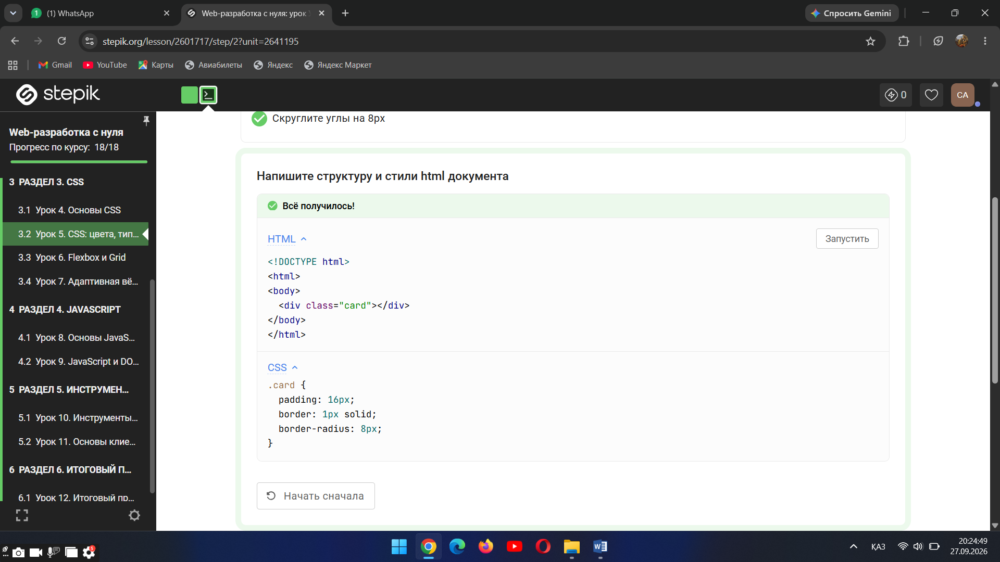 1
(1) WhatsApp
Web-разработка с нуля: урок
Спросить Gemini
stepik.org/lesson/2601717/step/2?unit=2641195
Gmail
YouTube
Карты
Авиабилеты
Яндекс
Яндекс Маркет
stepik
0
CA
Web-разработка с нуля
Прогресс по курсу: 18/18
3 РАЗДЕЛ 3. CSS
3.1 Урок 4. Основы CSS
3.2 Урок 5. CSS: цвета, тип...
3.3 Урок 6. Flexbox и Grid
3.4 Урок 7. Адаптивная вё...
4 РАЗДЕЛ 4. JAVASCRIPT
4.1 Урок 8. Основы JavaS...
4.2 Урок 9. JavaScript и DO...
5 РАЗДЕЛ 5. ИНСТРУМЕН...
5.1 Урок 10. Инструменты...
5.2 Урок 11. Основы клие...
6 РАЗДЕЛ 6. ИТОГОВЫЙ П...
6.1 Урок 12. Итоговый пр...
Скруглите углы на 8px
Напишите структуру и стили html документа
Всё получилось!
HTML
Запустить
<!DOCTYPE html>
<html>
<body>
  <div class="card"></div>
</body>
</html>
CSS
.card {
  padding: 16px;
  border: 1px solid;
  border-radius: 8px;
}
Начать сначала
5
ҚАЗ
20:24:49
27.09.2026